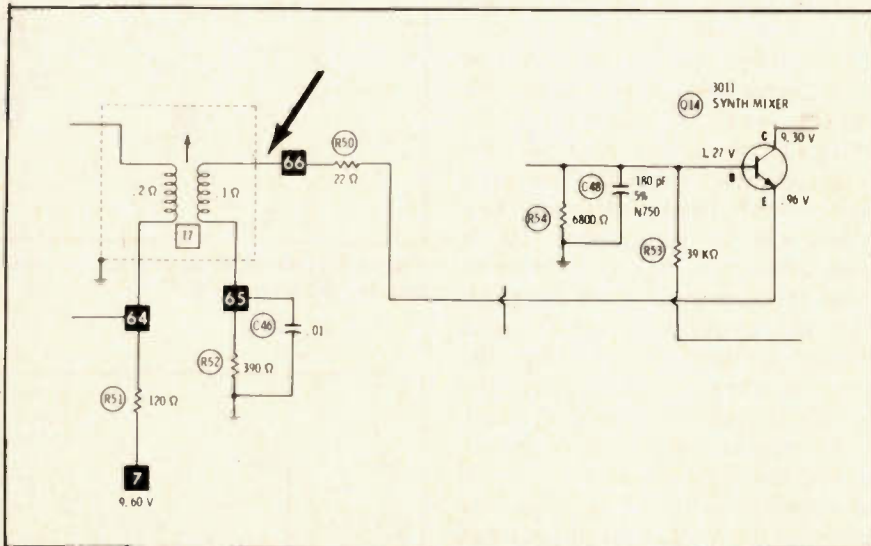 3011
Q14 SYNTH MIXER
C 9.30 V
1.27 V
B
E .96 V
66
R50
22 Ω
.2 Ω
.1 Ω
T7
C48
180 pF
5%
N750
R54
6800 Ω
R53
39 KΩ
64
65
C46 .01
R52 390 Ω
R51 120 Ω
7
9.60 V